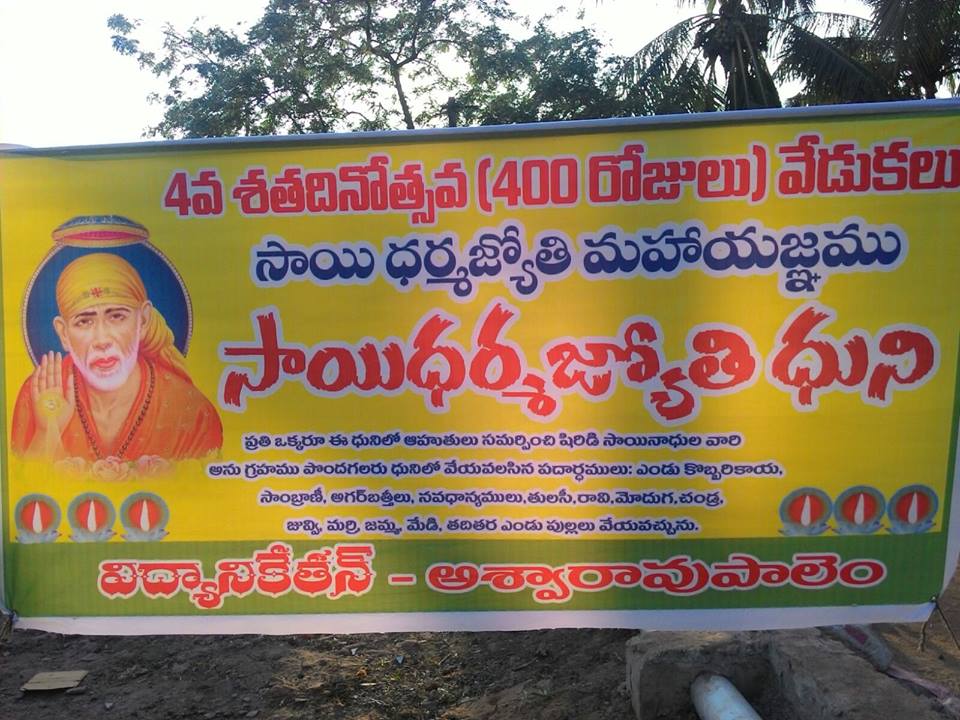 4వ శతదినోత్సవ (400 రోజులు) వేడుకలు
సాయి ధర్మజ్యోతి మహాయజ్ఞము
సాయిధర్మజ్యోతి ధుని
ప్రతి ఒక్కరూ ఈ ధునిలో ఆహుతులు సమర్పించి షిరిడి సాయినాధుల వారి
అను గ్రహము పొందగలరు ధునిలో వేయవలసిన పదార్ధములు: ఎండు కొబ్బరికాయ,
సాంబ్రాణీ, అగర్‌బత్తీలు, నవధాన్యములు,తులసీ,రావి,మోదుగ,చండ్ర,
జువ్వి, మర్రి, జమ్మ, మేడి, తదితర ఎండు పుల్లలు వేయవచ్చును.
విద్యానికేతన్ - అశ్వారావుపాలెం